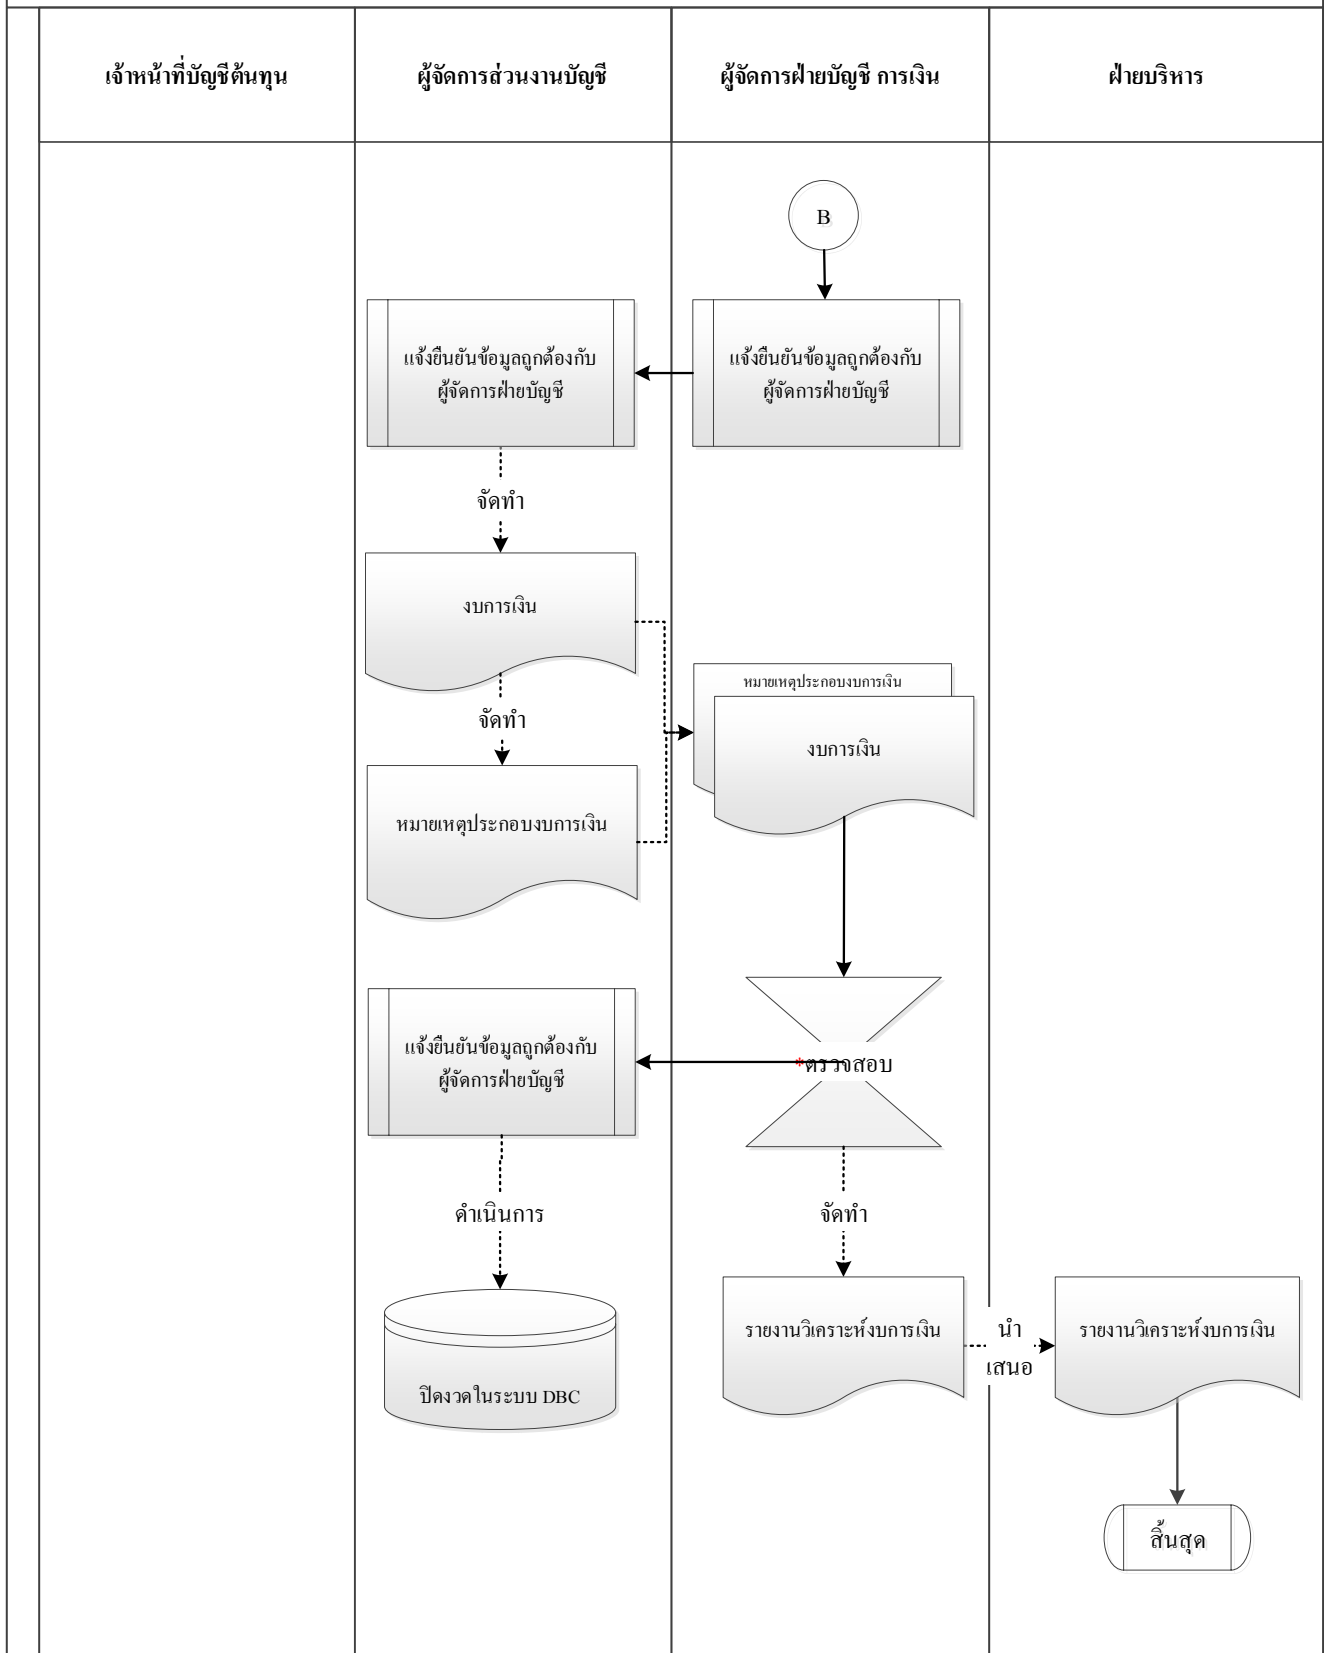 เจ้าหน้าที่บัญชีต้นทุน
ผู้จัดการส่วนงานบัญชี
ผู้จัดการฝ่ายบัญชี การเงิน
ฝ่ายบริหาร
B
แจ้งยืนยันข้อมูลถูกต้องกับ
ผู้จัดการฝ่ายบัญชี
แจ้งยืนยันข้อมูลถูกต้องกับ
ผู้จัดการฝ่ายบัญชี
จัดทำ
งบการเงิน
หมายเหตุประกอบงบการเงิน
จัดทำ
งบการเงิน
หมายเหตุประกอบงบการเงิน
แจ้งยืนยันข้อมูลถูกต้องกับ
ผู้จัดการฝ่ายบัญชี
*ตรวจสอบ
ดำเนินการ
จัดทำ
รายงานวิเคราะห์งบการเงิน
นำ
เสนอ
รายงานวิเคราะห์งบการเงิน
ปิดงวดในระบบ DBC
สิ้นสุด